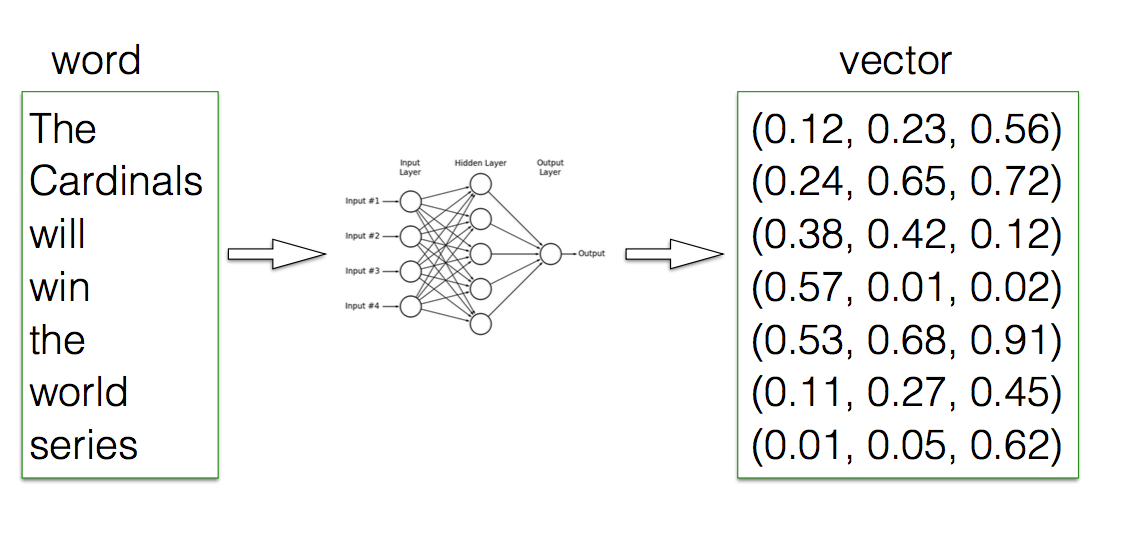 word
The
Cardinals
will
win
the
world
series
Input
Layer
Hidden Layer
Output
Layer
Input #1
Input #2
Input #3
Input #4
Output
vector
(0.12, 0.23, 0.56)
(0.24, 0.65, 0.72)
(0.38, 0.42, 0.12)
(0.57, 0.01, 0.02)
(0.53, 0.68, 0.91)
(0.11, 0.27, 0.45)
(0.01, 0.05, 0.62)